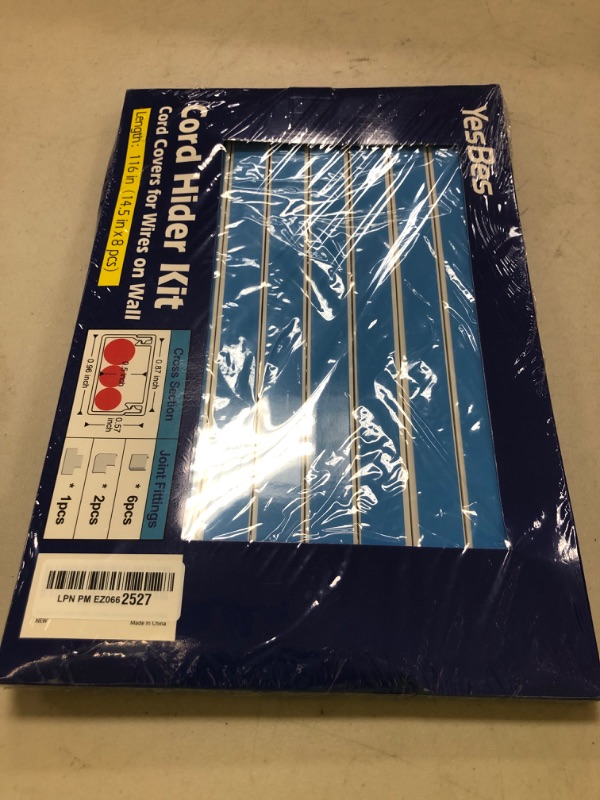 YesBes
Cord Hider Kit
Cord Covers for Wires on Wall
Length: 116 in (14.5 in x 8 pcs)
Cross Section
0.87 inch
0.57 inch
0.96 inch
Joint Fittings
* 6pcs
* 2pcs
* 1pcs
LPN PM EZ066 2527
NEW
Made In China